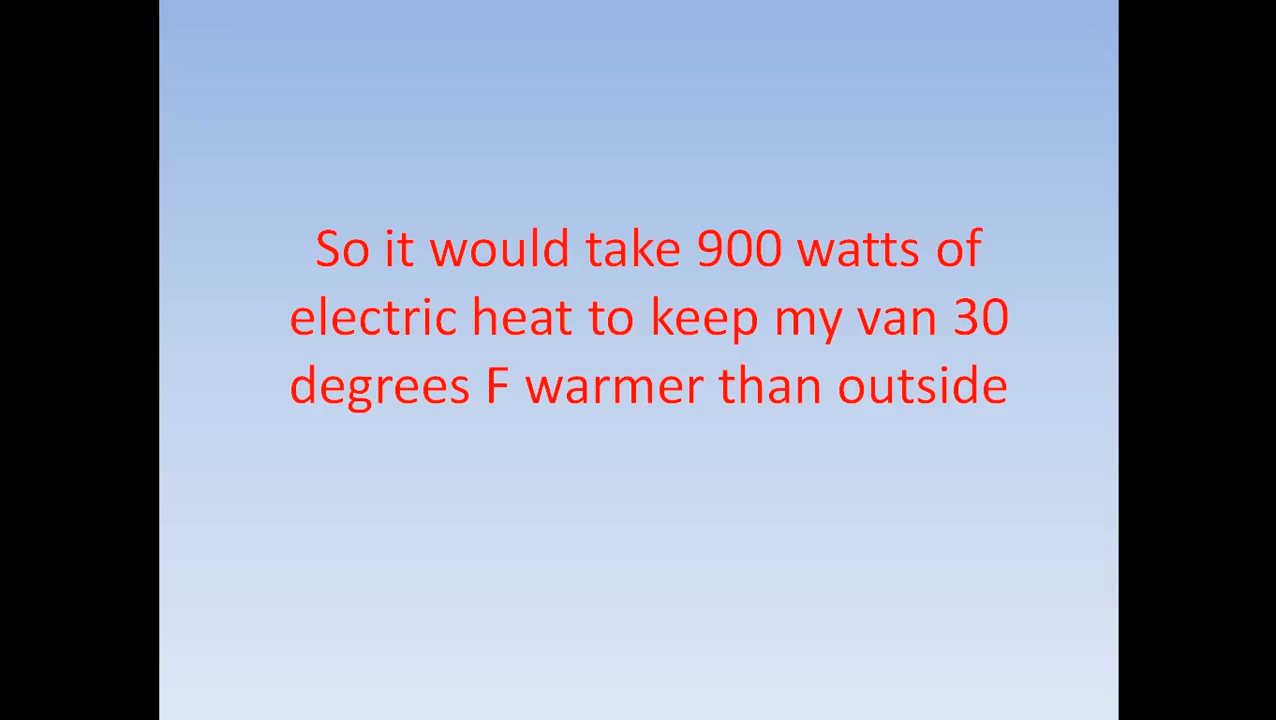 So it would take 900 watts of
electric heat to keep my van 30
degrees F warmer than outside